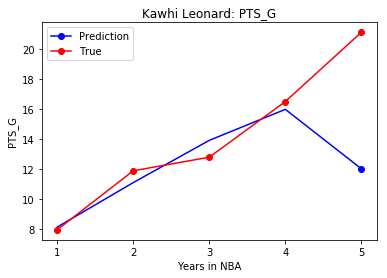 Kawhi Leonard: PTS_G
Prediction
True
PTS_G
20
18
16
14
12
10
8
1 2 3 4 5
Years in NBA